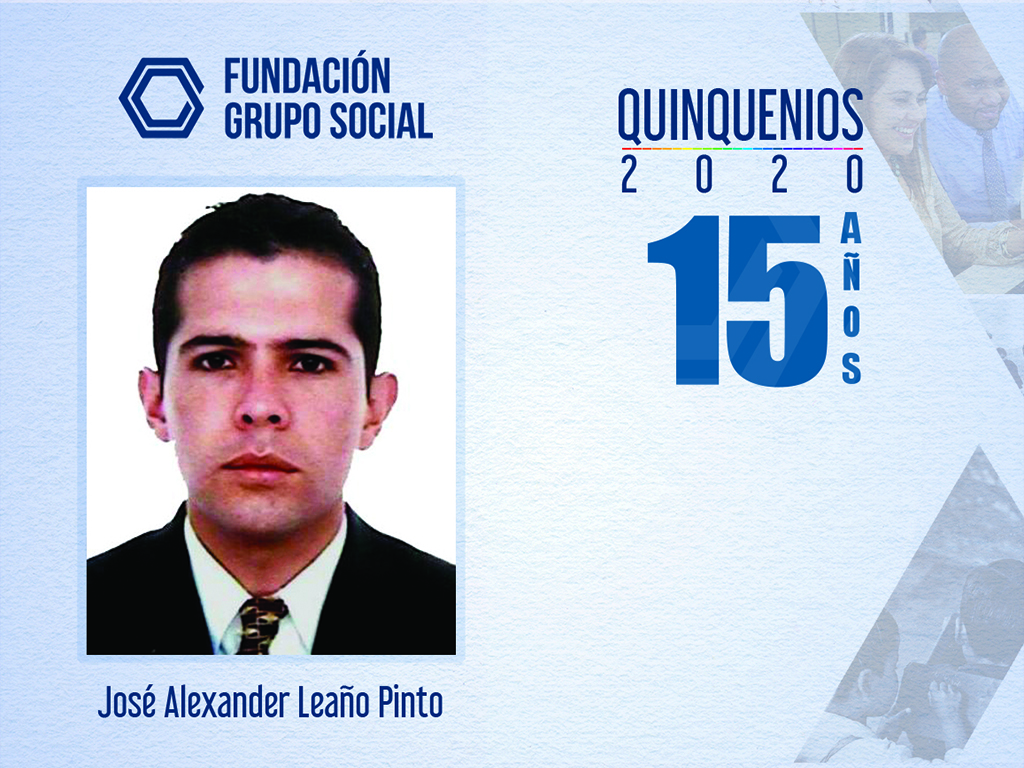 FUNDACIÓN
GRUPO SOCIAL
QUINQUENIOS
2020
15
AÑOS
José Alexander Leaño Pinto